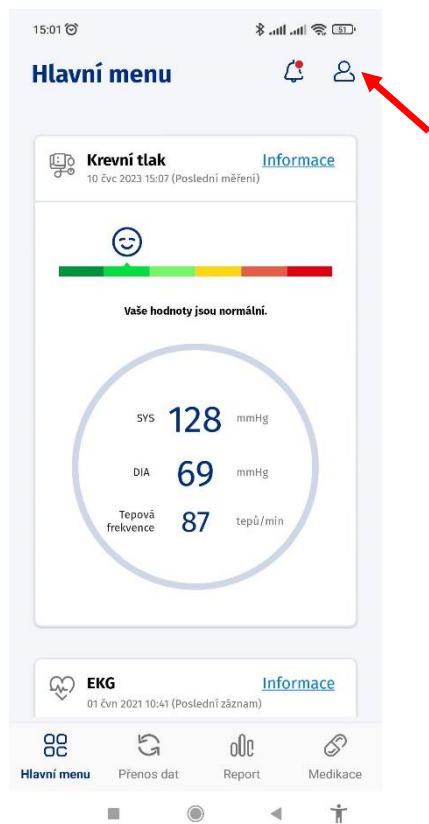 15:01 51
Hlavní menu
Krevní tlak Informace
10 čvc 2023 15:07 (Poslední měření)
Vaše hodnoty jsou normální.
SYS 128 mmHg
DIA 69 mmHg
Tepová
frekvence 87 tepů/min
EKG Informace
01 čvn 2021 10:41 (Poslední záznam)
Hlavní menu Přenos dat Report Medikace